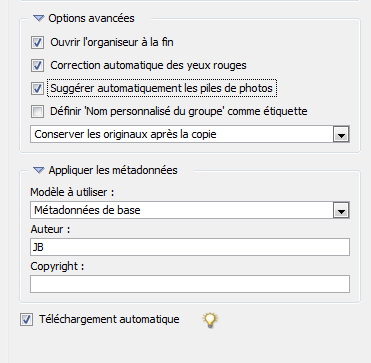 Options avancées
Ouvrir l'organiseur à la fin
Correction automatique des yeux rouges
Suggérer automatiquement les piles de photos
Définir 'Nom personnalisé du groupe' comme étiquette
Conserver les originaux après la copie
Appliquer les métadonnées
Modèle à utiliser :
Métadonnées de base
Auteur :
JB
Copyright :
Téléchargement automatique